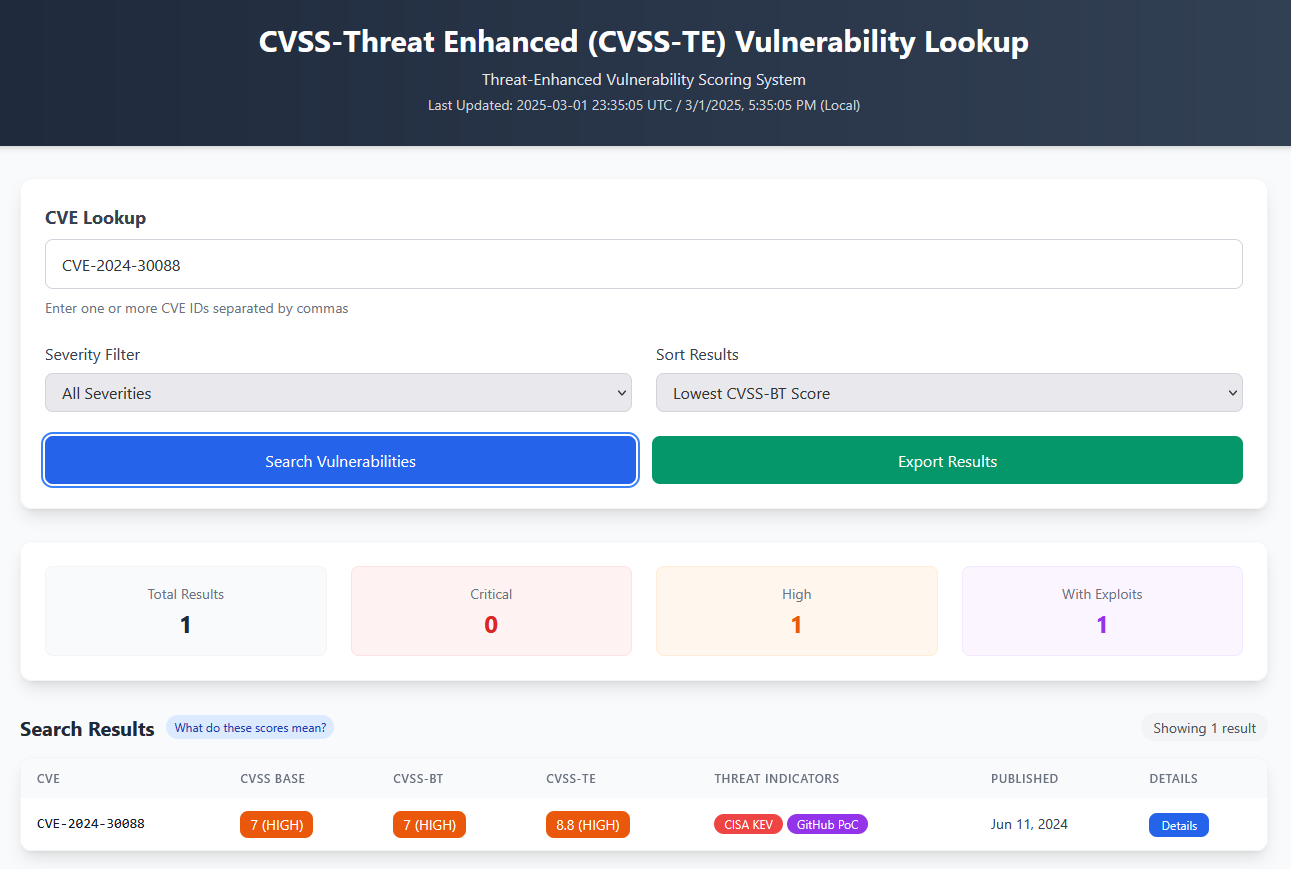 CVSS-Threat Enhanced (CVSS-TE) Vulnerability Lookup
Threat-Enhanced Vulnerability Scoring System
Last Updated: 2025-03-01 23:35:05 UTC / 3/1/2025, 5:35:05 PM (Local)
CVE Lookup
CVE-2024-30088
Enter one or more CVE IDs separated by commas
Severity Filter Sort Results
All Severities Lowest CVSS-BT Score
Search Vulnerabilities Export Results
Total Results Critical High With Exploits
1 0 1 1
Search Results What do these scores mean? Showing 1 result
CVE CVSS BASE CVSS-BT CVSS-TE THREAT INDICATORS PUBLISHED DETAILS
CVE-2024-30088 7 (HIGH) 7 (HIGH) 8.8 (HIGH) CISA KEV GitHub PoC Jun 11, 2024 Details